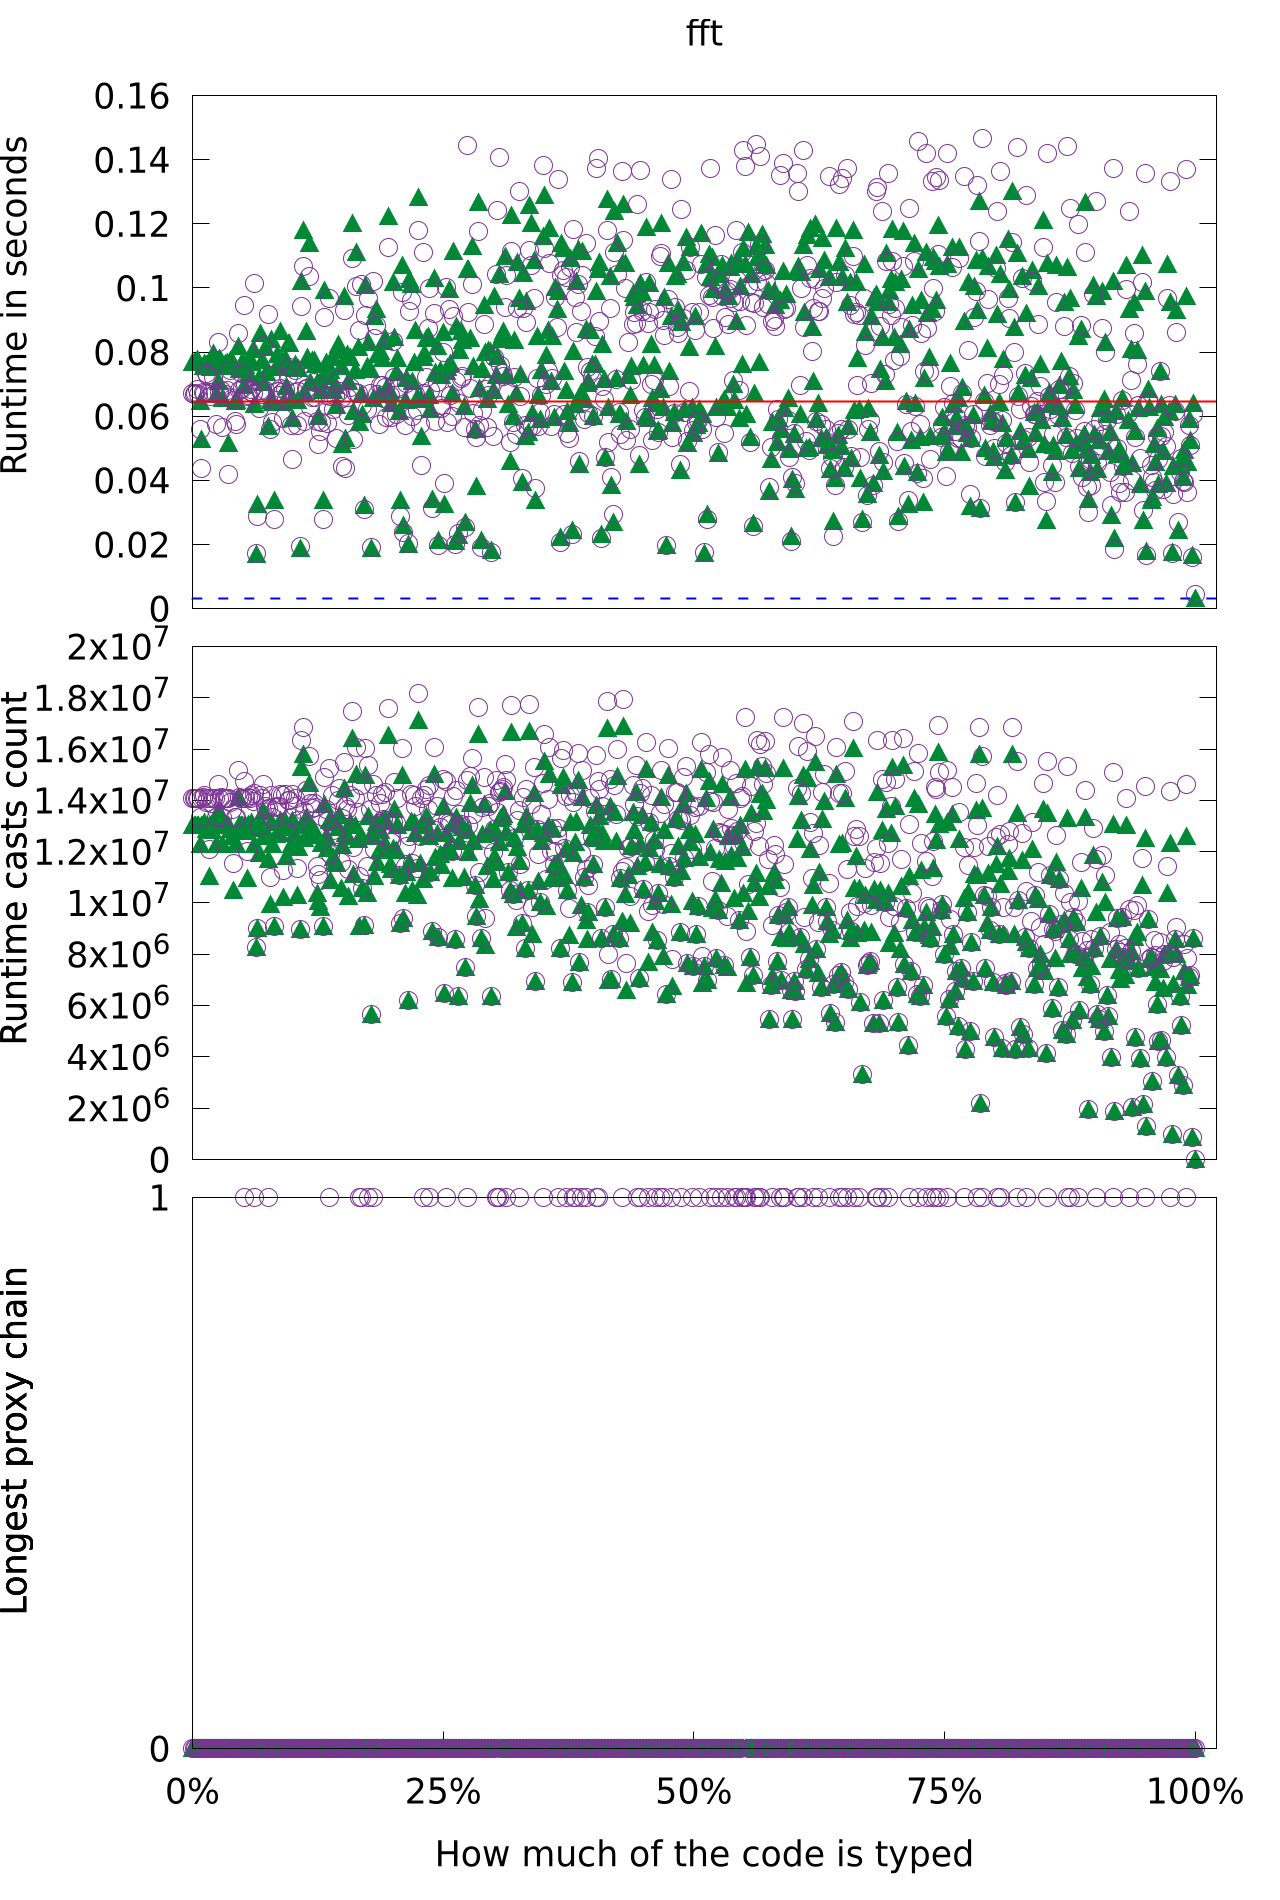 fft
Runtime in seconds
0.16
0.14
0.12
0.1
0.08
0.06
0.04
0.02
0
Runtime casts count
2x10⁷
1.8x10⁷
1.6x10⁷
1.4x10⁷
1.2x10⁷
1x10⁷
8x10⁶
6x10⁶
4x10⁶
2x10⁶
0
Longest proxy chain
1
0
0% 25% 50% 75% 100%
How much of the code is typed